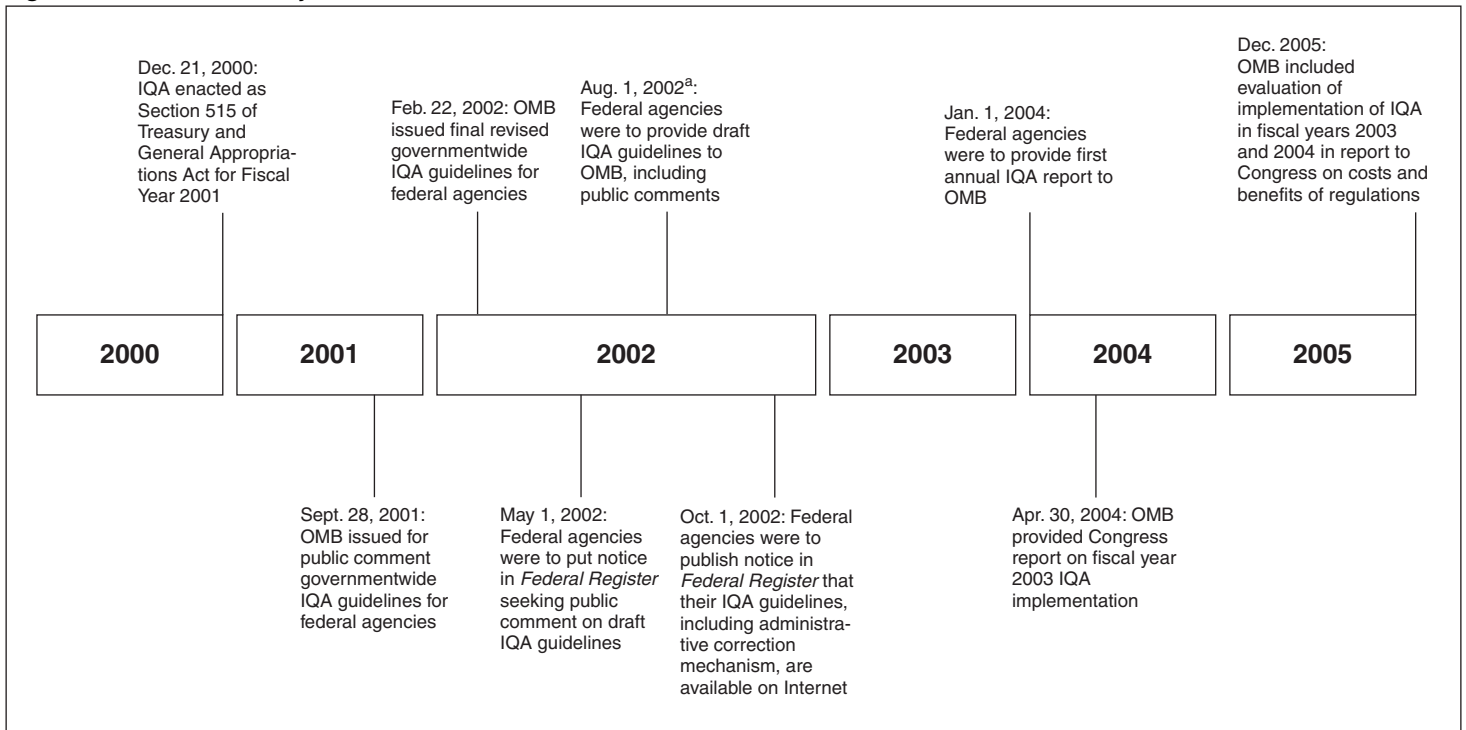 Dec. 21, 2000:
IQA enacted as
Section 515 of
Treasury and
General Appropria-
tions Act for Fiscal
Year 2001
Feb. 22, 2002: OMB
issued final revised
governmentwide
IQA guidelines for
federal agencies
Aug. 1, 2002a:
Federal agencies
were to provide draft
IQA guidelines to
OMB, including
public comments
Jan. 1, 2004:
Federal agencies
were to provide first
annual IQA report to
OMB
Dec. 2005:
OMB included
evaluation of
implementation of IQA
in fiscal years 2003
and 2004 in report to
Congress on costs and
benefits of regulations
2000
2001
2002
2003
2004
2005
Sept. 28, 2001:
OMB issued for
public comment
governmentwide
IQA guidelines for
federal agencies
May 1, 2002:
Federal agencies
were to put notice
in Federal Register
seeking public
comment on draft
IQA guidelines
Oct. 1, 2002: Federal
agencies were to
publish notice in
Federal Register that
their IQA guidelines,
including administra-
tive correction
mechanism, are
available on Internet
Apr. 30, 2004: OMB
provided Congress
report on fiscal year
2003 IQA
implementation